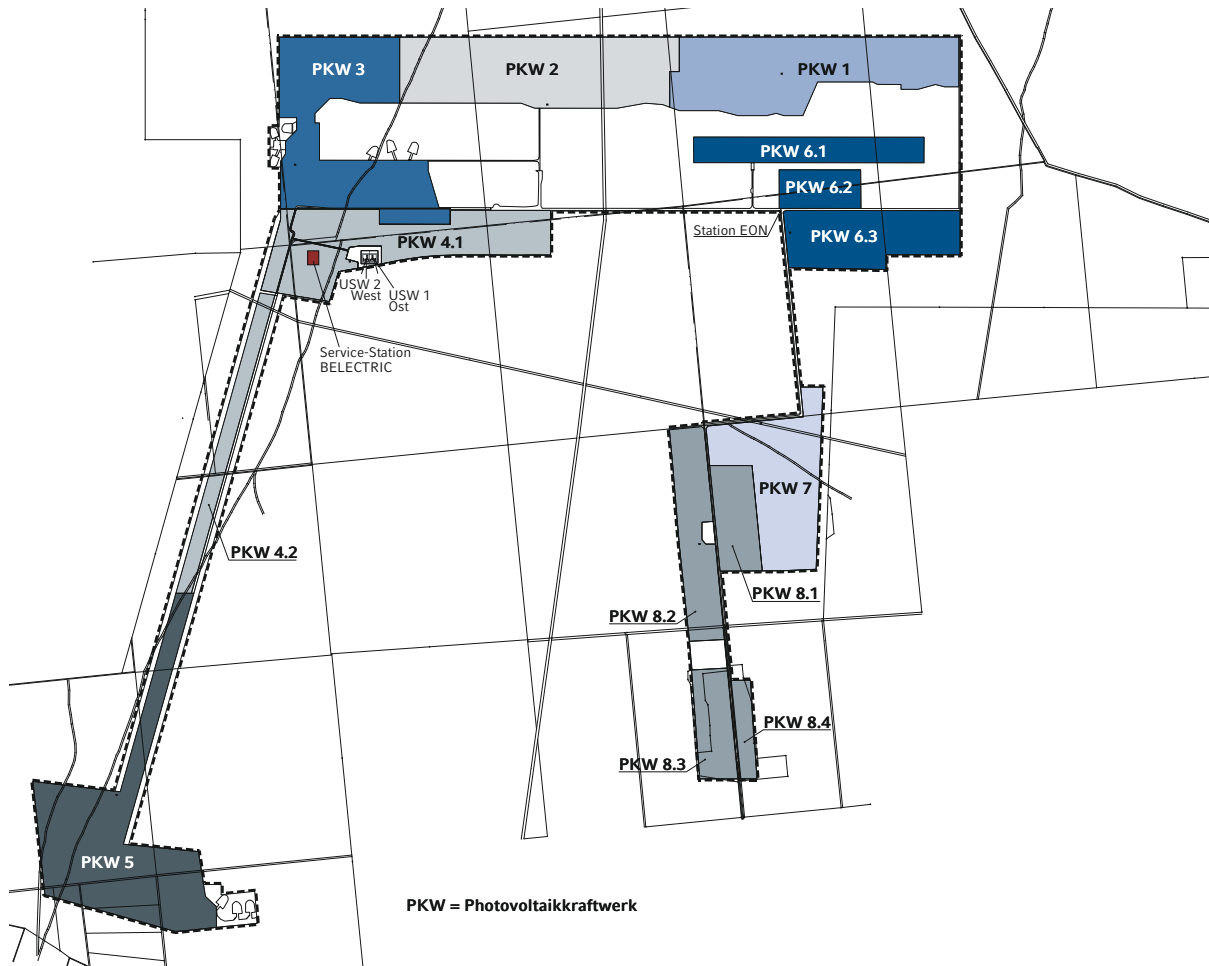 PKW 3
PKW 2
PKW 1
PKW 6.1
PKW 6.2
Station EON
PKW 6.3
PKW 4.1
USW 2
West
USW 1
Ost
Service-Station
BELECTRIC
PKW 7
PKW 4.2
PKW 8.1
PKW 8.2
PKW 8.4
PKW 8.3
PKW 5
PKW = Photovoltaikkraftwerk